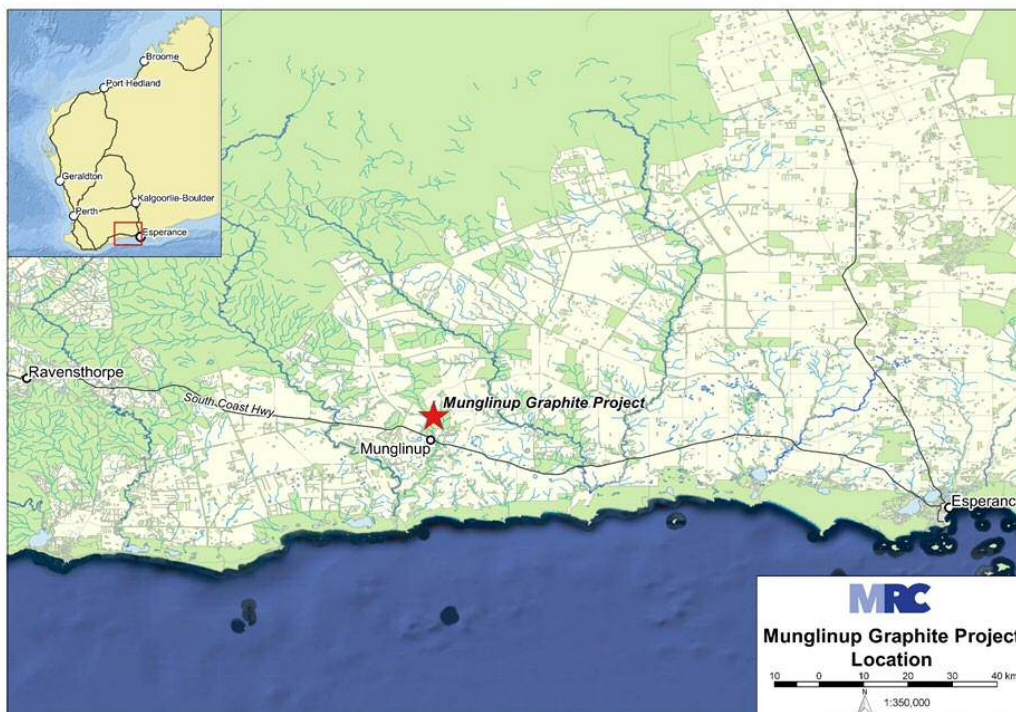 Broome
Port Hedland
Geraldton
Kalgoorlie-Boulder
Perth
Esperance
Ravensthorpe
South Coast Hwy
Munglinup Graphite Project
Munglinup
Esperanc
MRC
Munglinup Graphite Project
Location
10 0 10 20 30 40 km
N
1:350,000